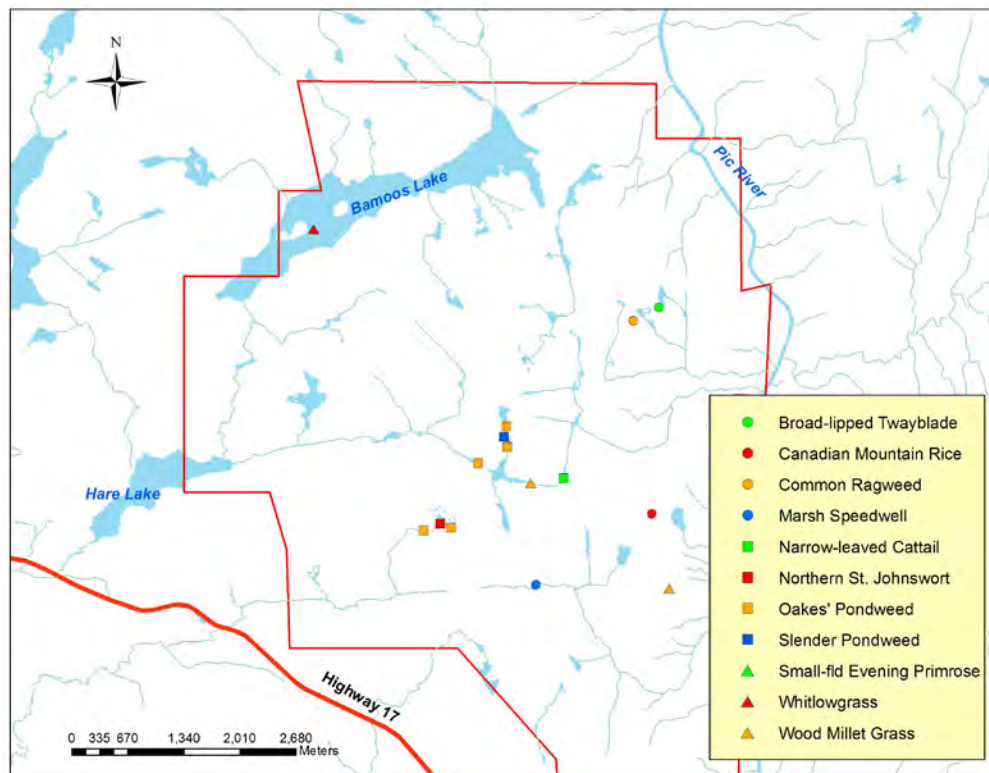 N
Bamoos Lake
Pic River
Hare Lake
Highway 17
Broad-lipped Twayblade
Canadian Mountain Rice
Common Ragweed
Marsh Speedwell
Narrow-leaved Cattail
Northern St. Johnswort
Oakes' Pondweed
Slender Pondweed
Small-fld Evening Primrose
Whitlowgrass
Wood Millet Grass
0 335 670 1,340 2,010 2,680
Meters